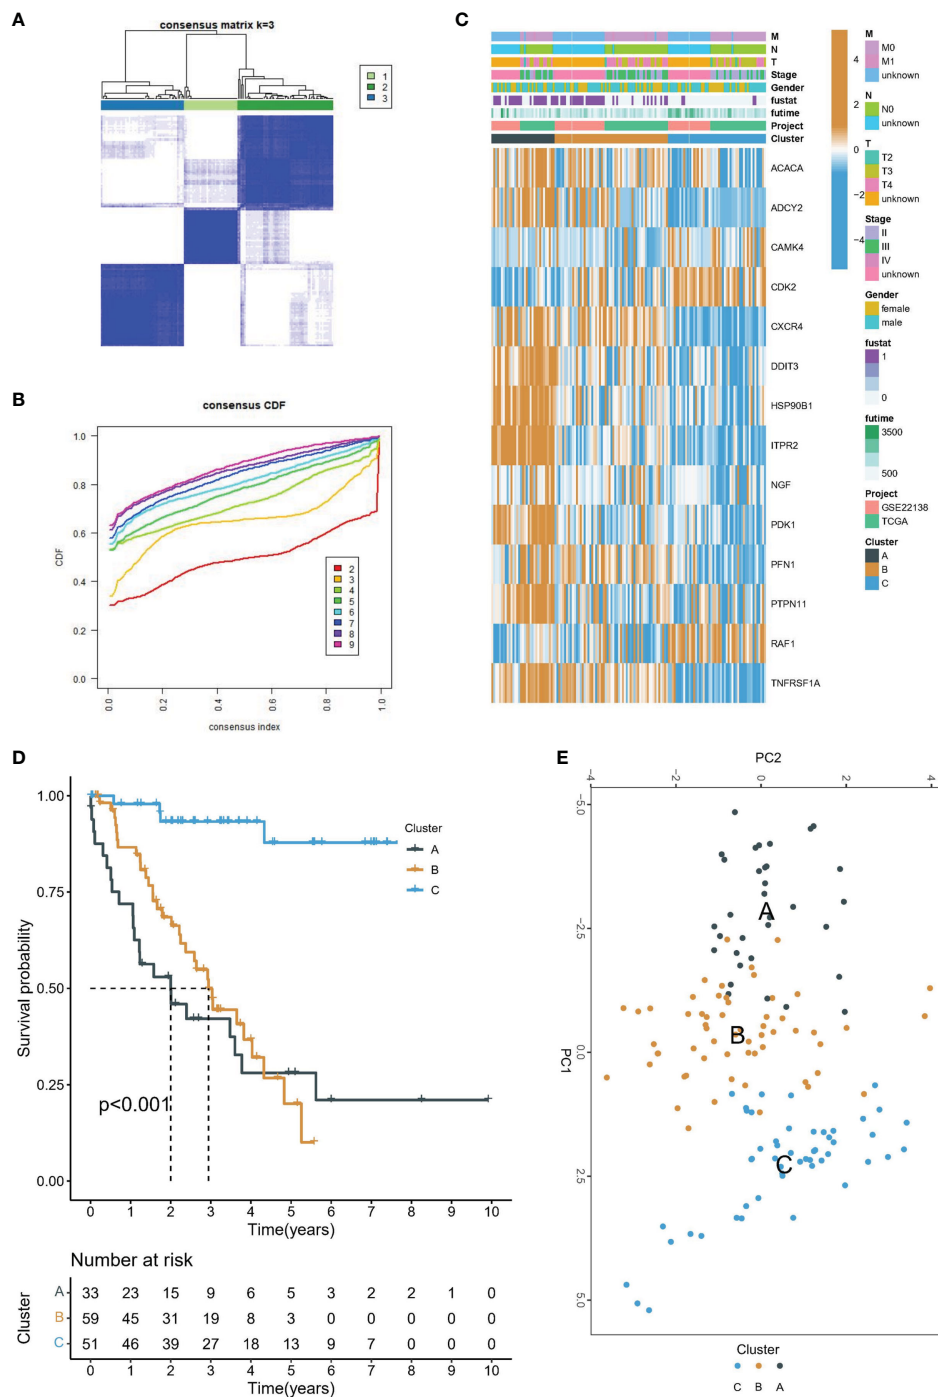 A
consensus matrix k=3
1
2
3
B
consensus CDF
CDF
1.0
0.8
0.6
0.4
0.2
0.0
2
3
4
5
6
7
8
9
0.0
0.2
0.4
0.6
0.8
1.0
consensus index
C
M
N
T
Stage
Gender
fustat
futime
Project
Cluster
ACACA
ADCY2
CAMK4
CDK2
CXCR4
DDIT3
HSP90B1
ITPR2
NGF
PDK1
PFN1
PTPN11
RAF1
TNFRSF1A
4
2
0
−2
−4
M
M0
M1
unknown
N
N0
unknown
T
T2
T3
T4
unknown
Stage
II
III
IV
unknown
Gender
female
male
fustat
1
0
futime
3500
500
Project
GSE22138
TCGA
Cluster
A
B
C
D
Survival probability
1.00
0.75
0.50
0.25
0.00
p<0.001
Cluster
A
B
C
0 1 2 3 4 5 6 7 8 9 10
Time(years)
Number at risk
Cluster
A 33 23 15 9 6 5 3 2 2 1 0
B 59 45 31 19 8 3 0 0 0 0 0
C 51 46 39 27 18 13 9 7 0 0 0
0 1 2 3 4 5 6 7 8 9 10
Time(years)
E
PC2
−4 −2 0 2 4
−5.0
−2.5
0.0
2.5
5.0
PC1
A
B
C
Cluster
C B A